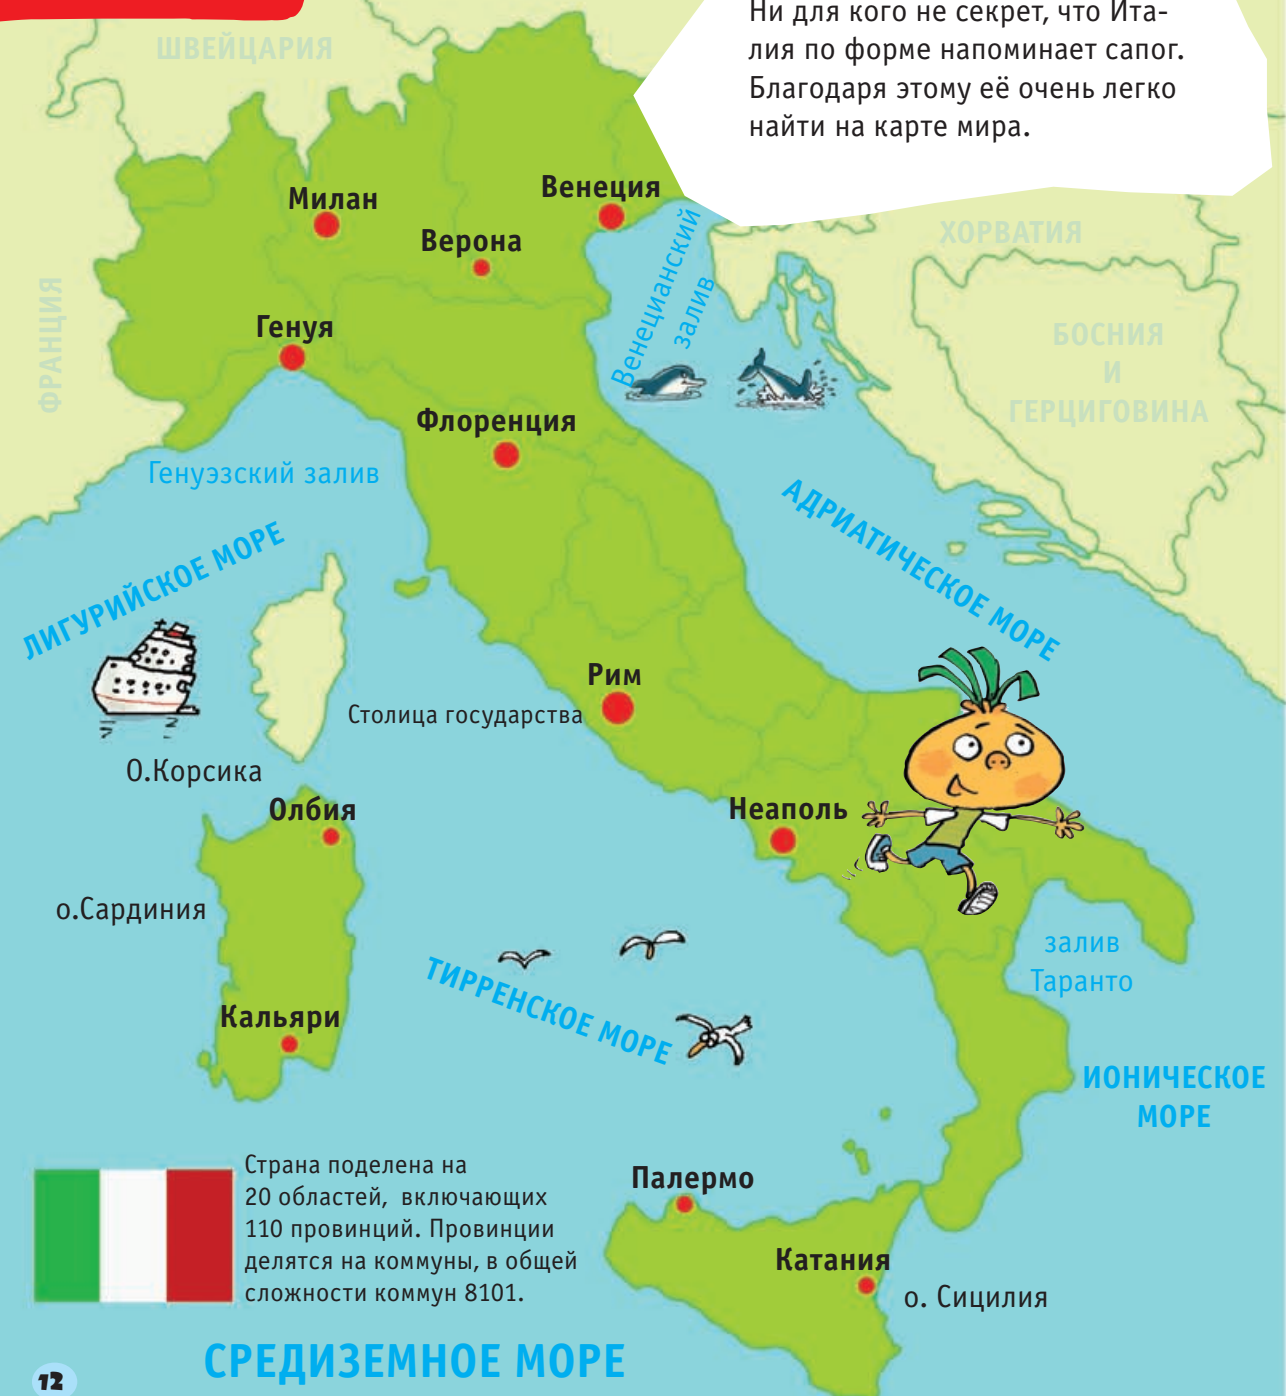 Ни для кого не секрет, что Ита-
лия по форме напоминает сапог.
Благодаря этому её очень легко
найти на карте мира.
ШВЕЙЦАРИЯ
Милан
Венеция
Верона
ХОРВАТИЯ
Венецианский
залив
ФРАНЦИЯ
Генуя
БОСНИЯ
И
ГЕРЦИГОВИНА
Флоренция
Генуэзский залив
АДРИАТИЧЕСКОЕ МОРЕ
ЛИГУРИЙСКОЕ МОРЕ
Рим
Столица государства
О.Корсика
Олбия
Неаполь
о.Сардиния
залив
Таранто
ТИРРЕНСКОЕ МОРЕ
Кальяри
ИОНИЧЕСКОЕ
МОРЕ
Страна поделена на
20 областей, включающих
110 провинций. Провинции
делятся на коммуны, в общей
сложности коммун 8101.
Палермо
Катания
о. Сицилия
СРЕДИЗЕМНОЕ МОРЕ
12